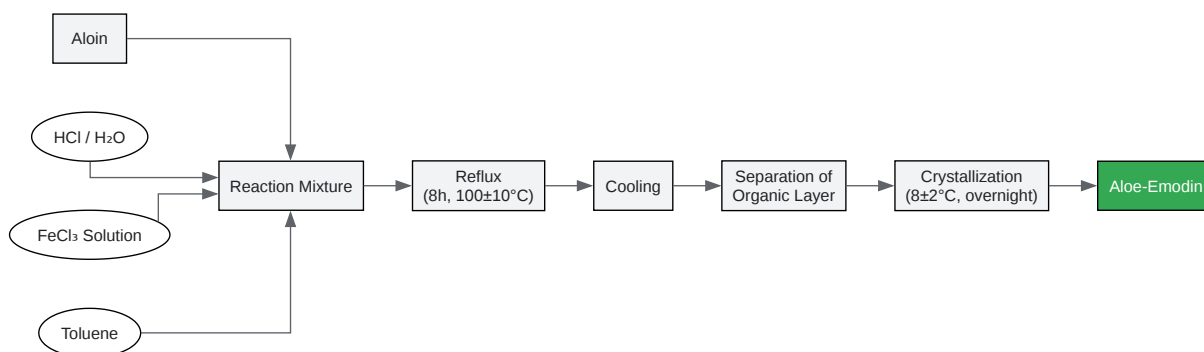 Aloin
HCl / H₂O
FeCl₃ Solution
Toluene
Reaction Mixture
Reflux
(8h, 100±10°C)
Cooling
Separation of
Organic Layer
Crystallization
(8±2°C, overnight)
Aloe-Emodin